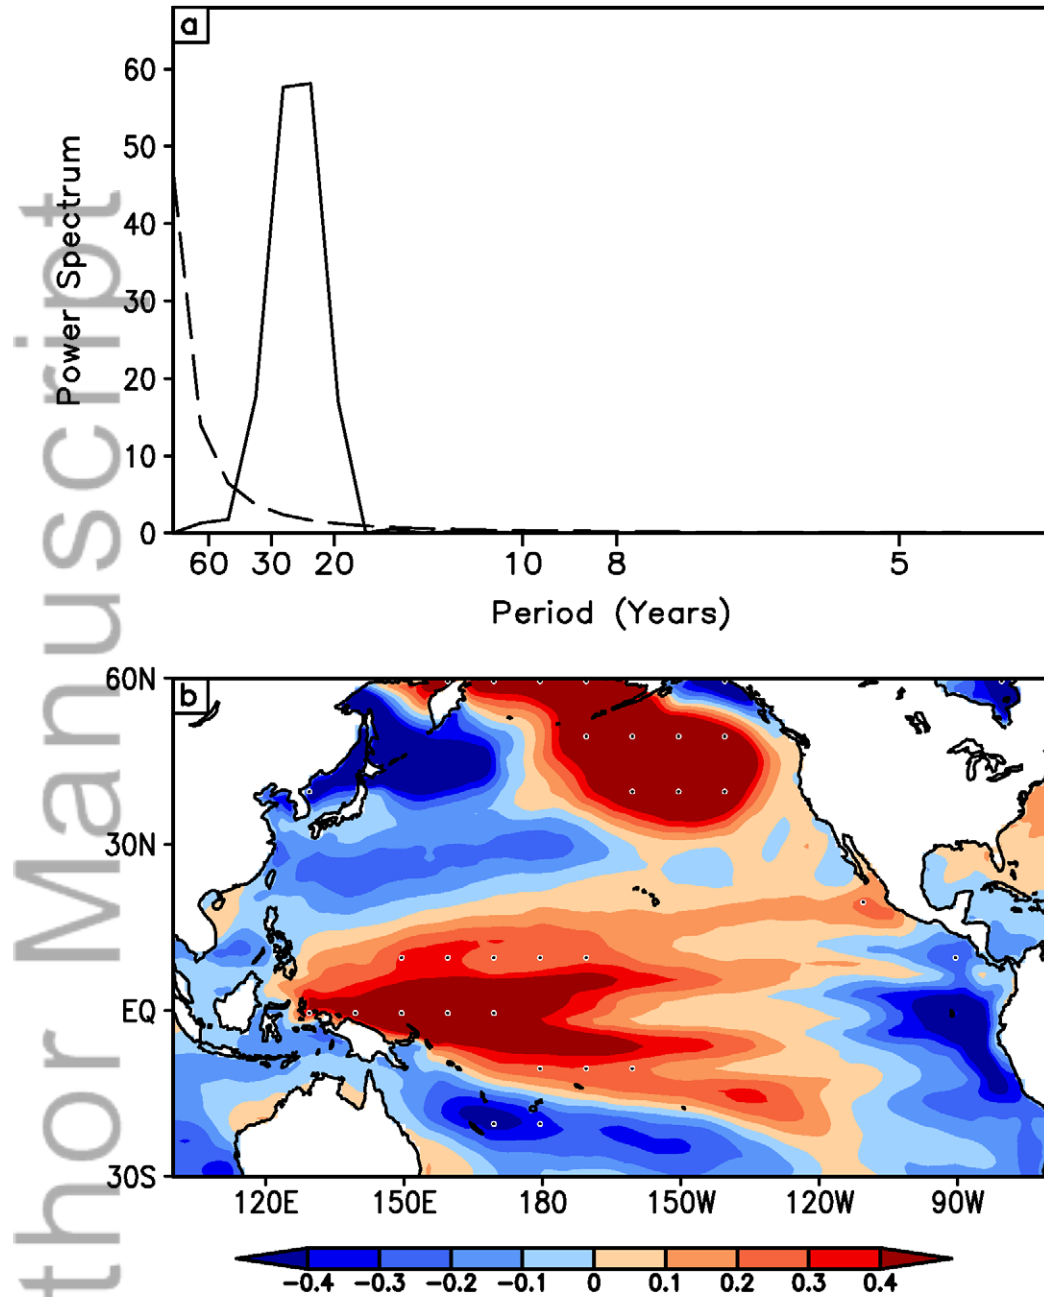 a
60
50
40
30
20
10
0
Power Spectrum
60 30 20 10 8 5
Period (Years)
b
60N
30N
EQ
30S
120E 150E 180 150W 120W 90W
-0.4 -0.3 -0.2 -0.1 0 0.1 0.2 0.3 0.4
thor Manuscript